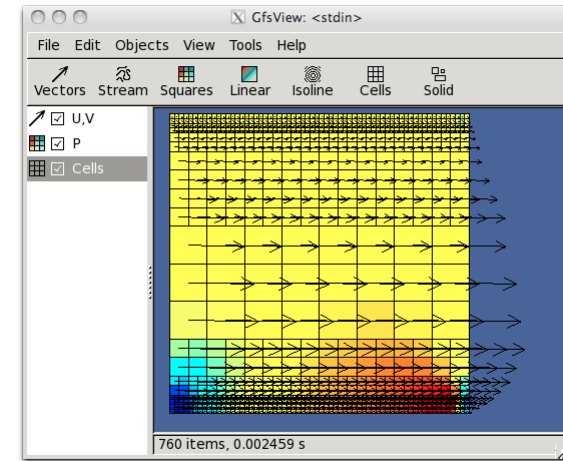 GfsView: <stdin>
File Edit Objects View Tools Help
Vectors Stream Squares Linear Isoline Cells Solid
U,V
P
Cells
760 items, 0.002459 s